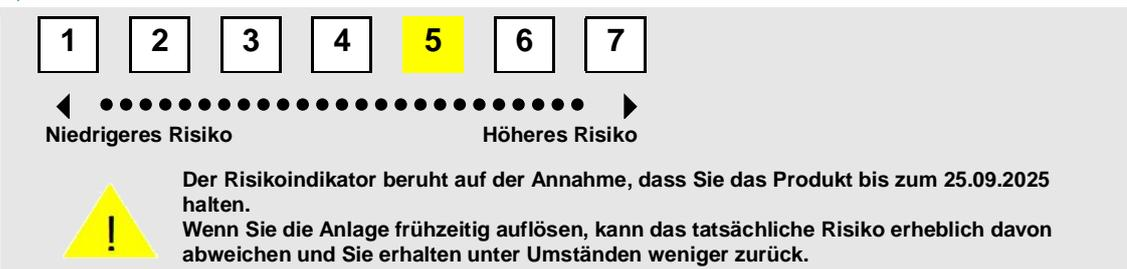 1 2 3 4 5 6 7
Niedrigeres Risiko Höheres Risiko
Der Risikoindikator beruht auf der Annahme, dass Sie das Produkt bis zum 25.09.2025
halten.
!
Wenn Sie die Anlage frühzeitig auflösen, kann das tatsächliche Risiko erheblich davon
abweichen und Sie erhalten unter Umständen weniger zurück.